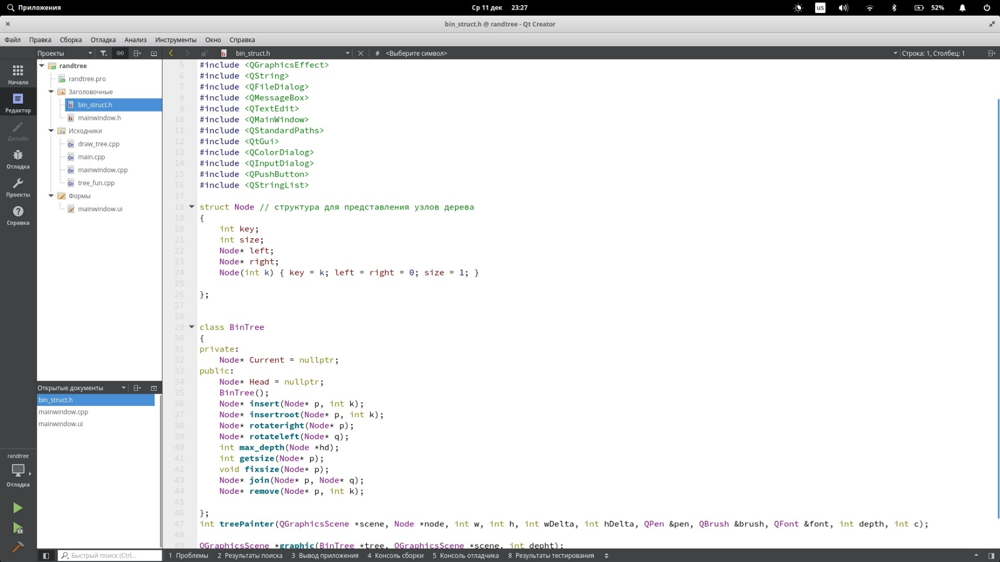 Приложения
Ср 11 дек 23:27
us
52%
bin_struct.h @ randtree - Qt Creator
Файл Правка Сборка Отладка Анализ Инструменты Окно Справка
Проекты
bin_struct.h
# <Выберите символ>
Строка: 1, Столбец: 1
Начало
Редактор
Дизайн
Отладка
Проекты
Справка
randtree
randtree.pro
Заголовочные
bin_struct.h
mainwindow.h
Исходники
draw_tree.cpp
main.cpp
mainwindow.cpp
tree_fun.cpp
Формы
mainwindow.ui
Открытые документы
bin_struct.h
mainwindow.cpp
mainwindow.ui
randtree
Отладка
5 #include <QGraphicsEffect>
6 #include <QString>
7 #include <QFileDialog>
8 #include <QMessageBox>
9 #include <QTextEdit>
10 #include <QMainWindow>
11 #include <QStandardPaths>
12 #include <QtGui>
13 #include <QColorDialog>
14 #include <QInputDialog>
15 #include <QPushButton>
16 #include <QStringList>
17
18 struct Node // структура для представления узлов дерева
19 {
20 int key;
21 int size;
22 Node* left;
23 Node* right;
24 Node(int k) { key = k; left = right = 0; size = 1; }
25
26 };
27
28
29 class BinTree
30 {
31 private:
32 Node* Current = nullptr;
33 public:
34 Node* Head = nullptr;
35 BinTree();
36 Node* insert(Node* p, int k);
37 Node* insertroot(Node* p, int k);
38 Node* rotateright(Node* p);
39 Node* rotateleft(Node* q);
40 int max_depth(Node *hd);
41 int getsize(Node* p);
42 void fixsize(Node* p);
43 Node* join(Node* p, Node* q);
44 Node* remove(Node* p, int k);
45
46 };
47 int treePainter(QGraphicsScene *scene, Node *node, int w, int h, int wDelta, int hDelta, QPen &pen, QBrush &brush, QFont &font, int depth, int c);
48
49 QGraphicsScene *graphic(BinTree *tree, QGraphicsScene *scene, int depht);
Быстрый поиск (Ctrl...
1 Проблемы 2 Результаты поиска 3 Вывод приложения 4 Консоль сборки 5 Консоль отладчика 8 Результаты тестирования